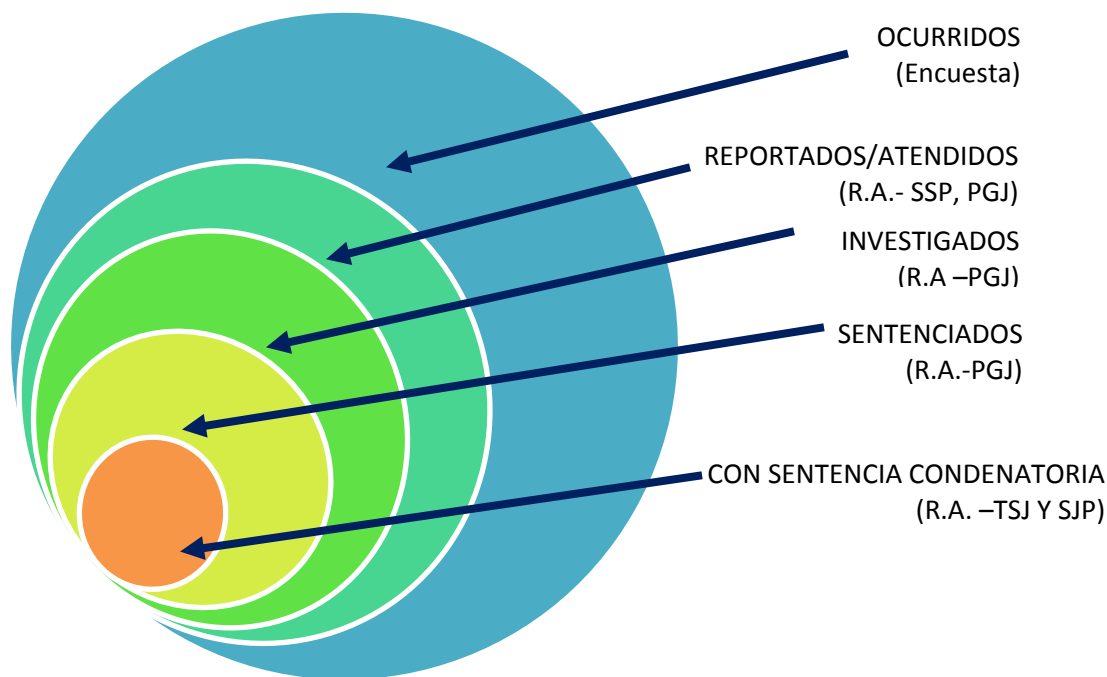 OCURRIDOS
(Encuesta)
REPORTADOS/ATENDIDOS
(R.A.- SSP, PGJ)
INVESTIGADOS
(R.A –PGJ)
SENTENCIADOS
(R.A.-PGJ)
CON SENTENCIA CONDENATORIA
(R.A. –TSJ Y SJP)